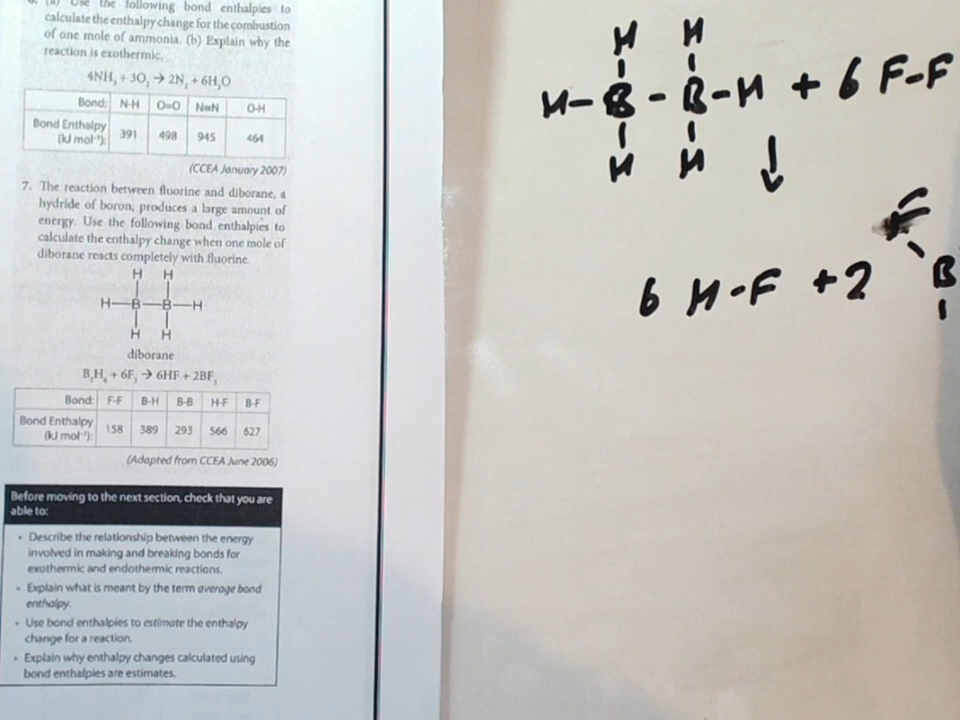 6. (a) Use the following bond enthalpies to
calculate the enthalpy change for the combustion
of one mole of ammonia. (b) Explain why the
reaction is exothermic.
4NH₃ + 3O₂ → 2N₂ + 6H₂O
Bond: N-H O=O N≡N O-H
Bond Enthalpy
(kJ mol⁻¹): 391 498 945 464
(CCEA January 2007)
7. The reaction between fluorine and diborane, a
hydride of boron, produces a large amount of
energy. Use the following bond enthalpies to
calculate the enthalpy change when one mole of
diborane reacts completely with fluorine.
H H
H—B—B—H
H H
diborane
B₂H₆ + 6F₂ → 6HF + 2BF₃
Bond: F-F B-H B-B H-F B-F
Bond Enthalpy
(kJ mol⁻¹): 158 389 293 566 627
(Adapted from CCEA June 2006)
Before moving to the next section, check that you are
able to:
• Describe the relationship between the energy
involved in making and breaking bonds for
exothermic and endothermic reactions.
• Explain what is meant by the term average bond
enthalpy.
• Use bond enthalpies to estimate the enthalpy
change for a reaction.
• Explain why enthalpy changes calculated using
bond enthalpies are estimates.
H H
H-B-B-H + 6 F-F
H H
↓
F
6 H-F + 2 B